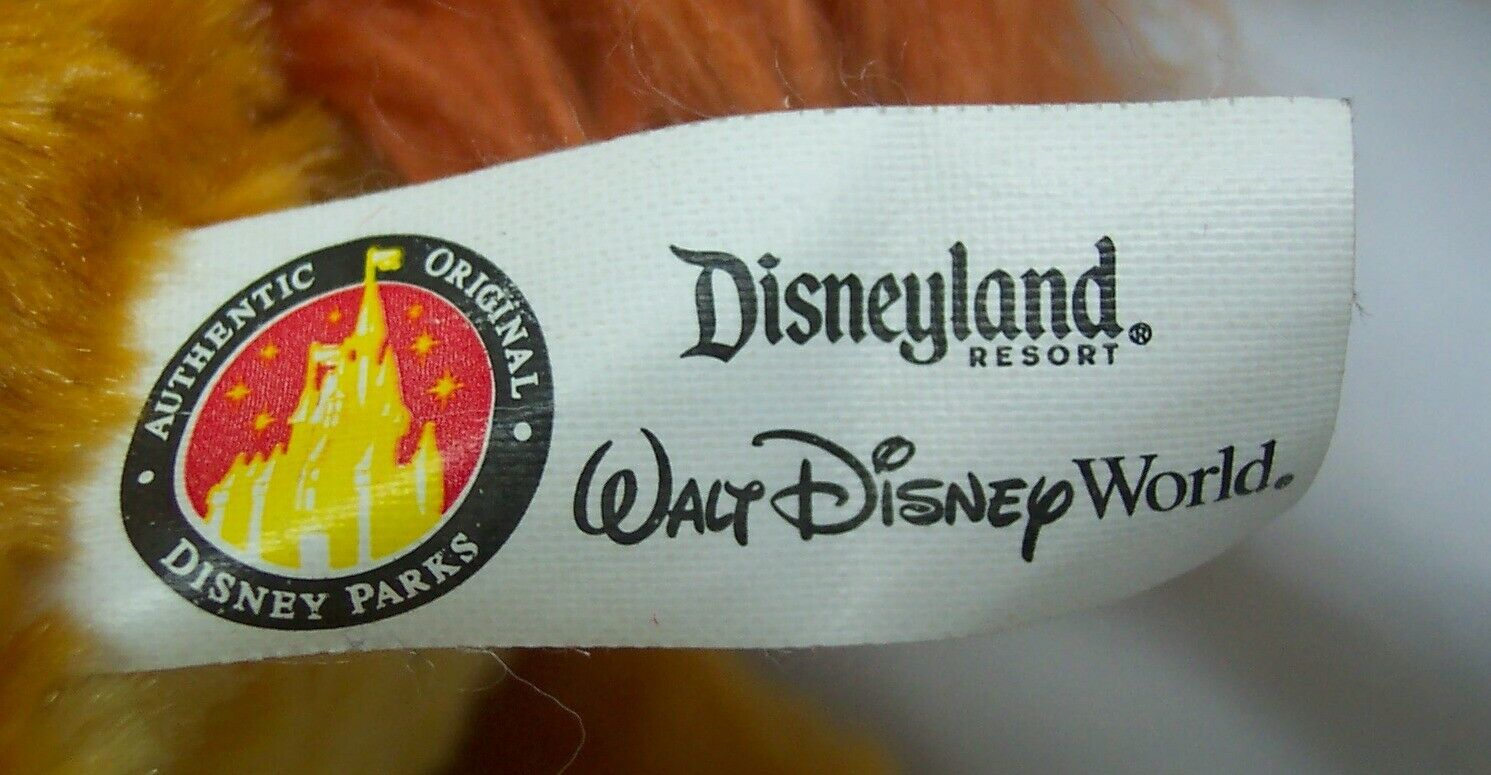 AUTHENTIC ORIGINAL
DISNEY PARKS
Disneyland®
RESORT
WALT DISNEY World®